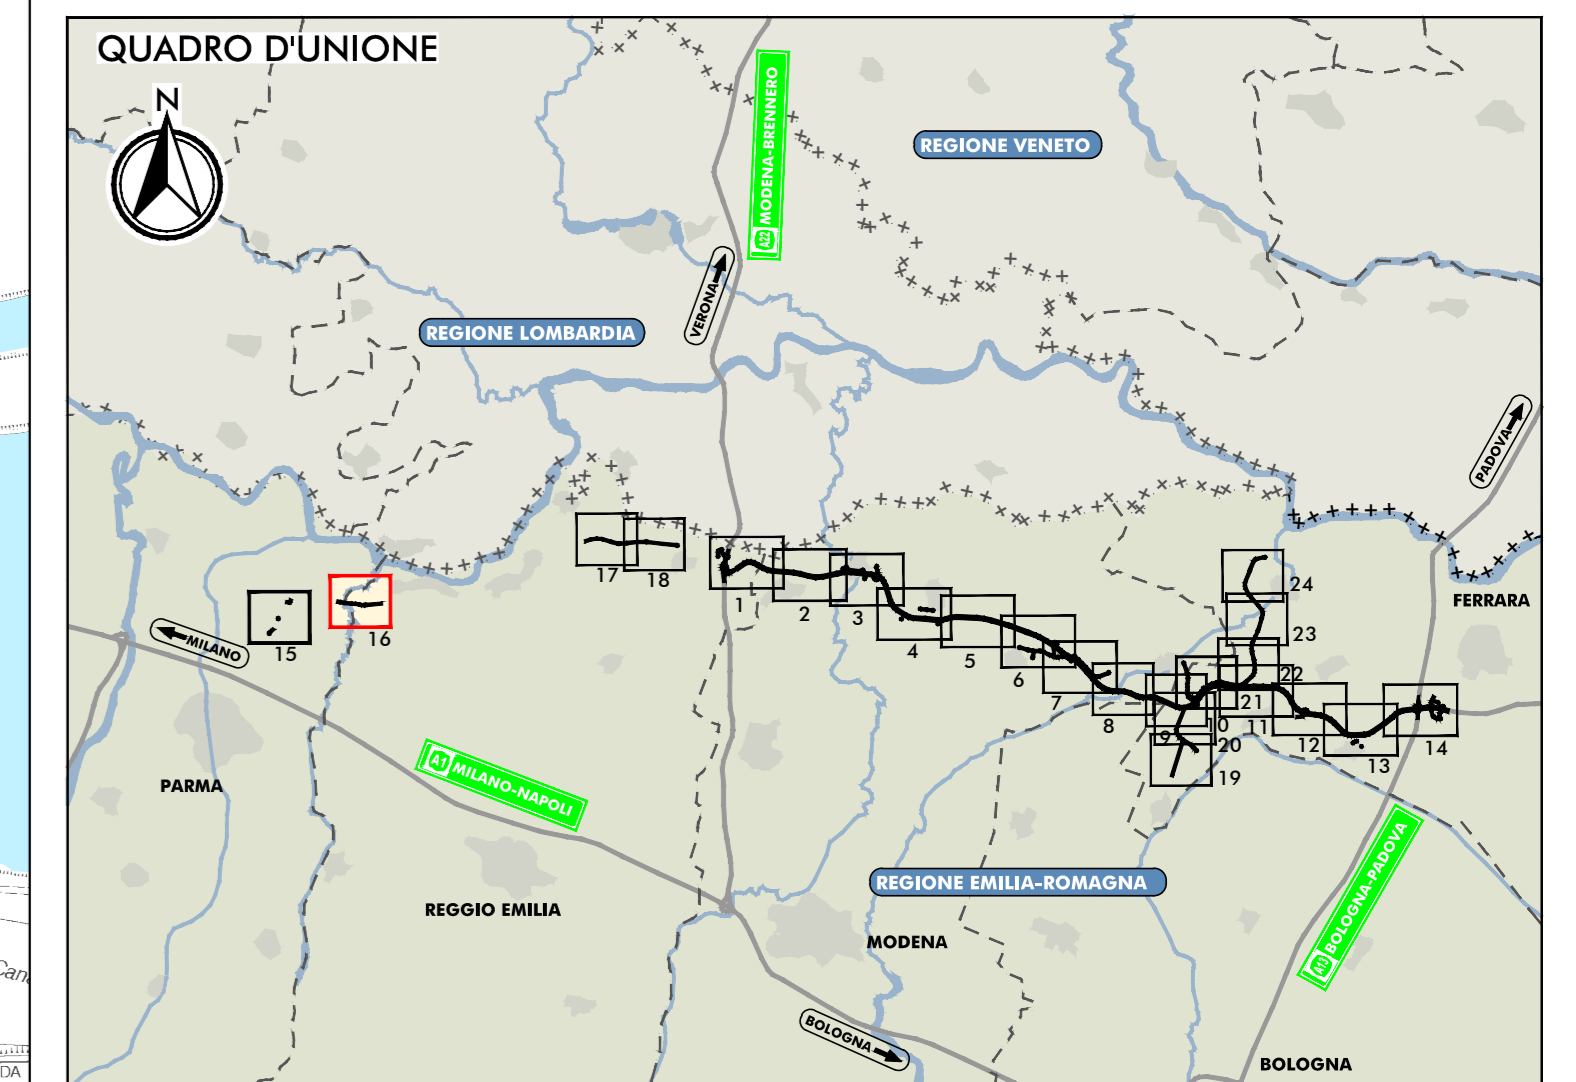 QUADRO D'UNIONE
N
A22 MODENA-BRENNERO
REGIONE VENETO
VERONA
REGIONE LOMBARDIA
PADOVA
FERRARA
MILANO
15
16
17
18
1
2
3
4
5
6
7
8
9
10
11
12
13
14
19
20
21
22
23
24
PARMA
A1 MILANO-NAPOLI
REGGIO EMILIA
REGIONE EMILIA-ROMAGNA
MODENA
A13 BOLOGNA-PADOVA
BOLOGNA
BOLOGNA
DA